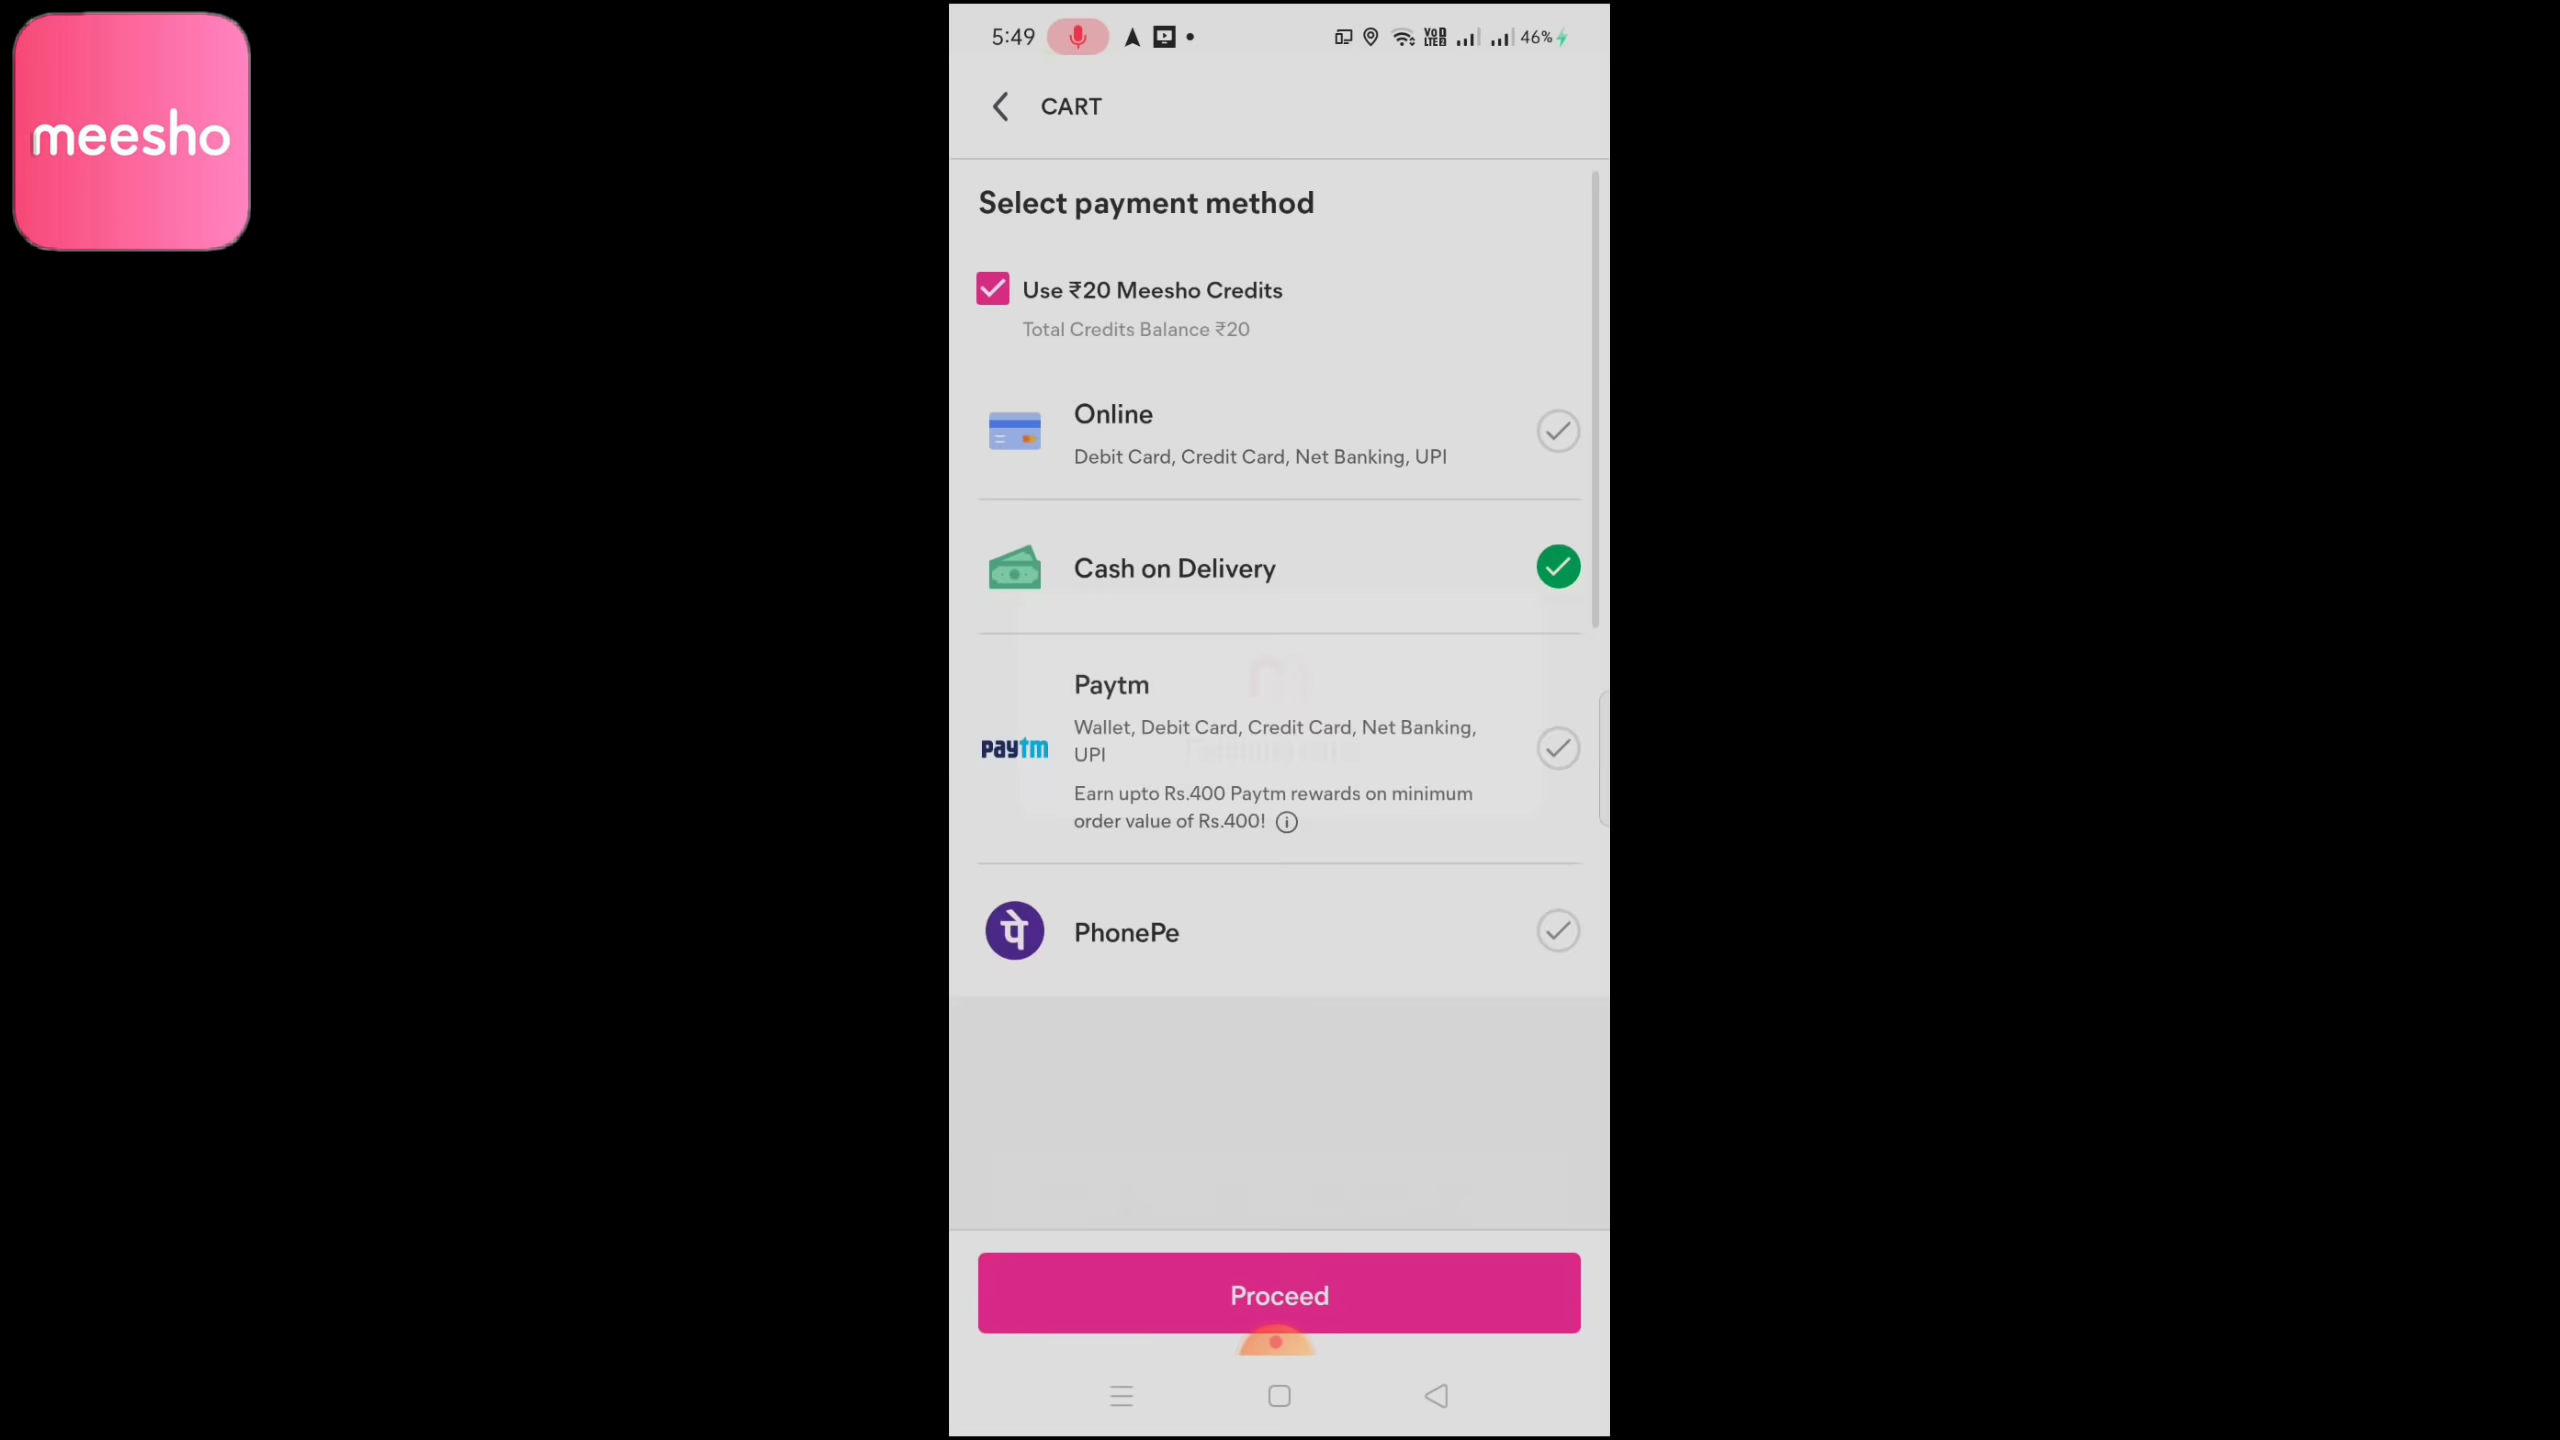 meesho
5:49
VoD LTE2
46%
CART
Select payment method
Use ₹20 Meesho Credits
Total Credits Balance ₹20
Online
Debit Card, Credit Card, Net Banking, UPI
Cash on Delivery
Paytm
Wallet, Debit Card, Credit Card, Net Banking,
UPI
paytm
Earn upto Rs.400 Paytm rewards on minimum
order value of Rs.400!
पे
PhonePe
Proceed